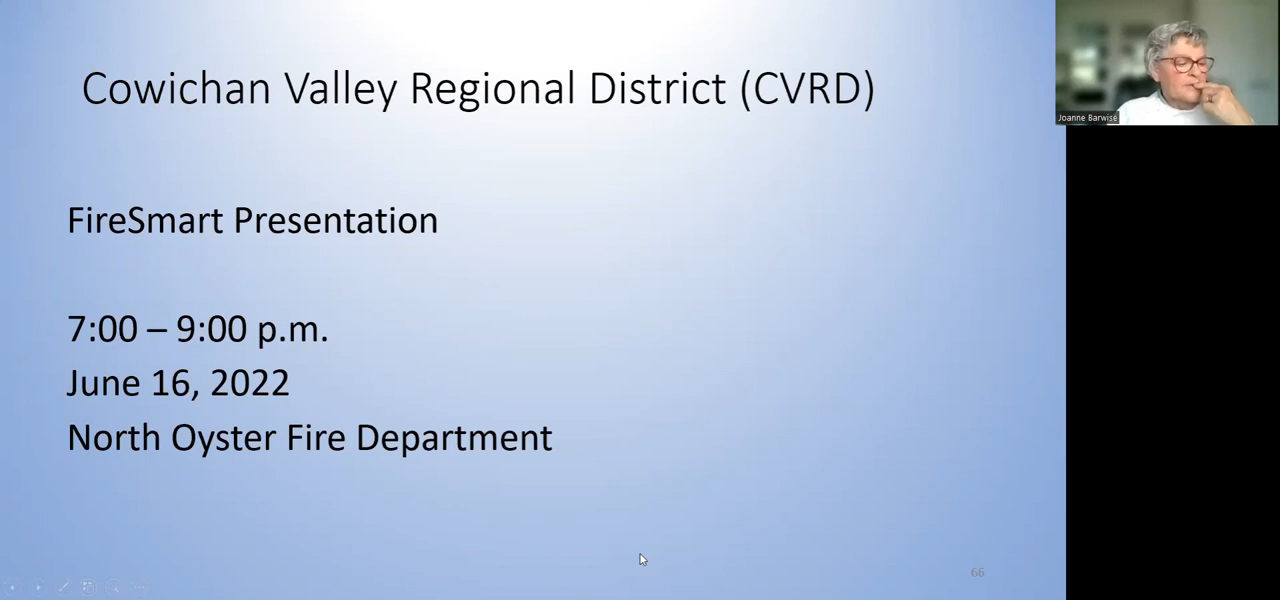 Cowichan Valley Regional District (CVRD)
Joanne Barwise
FireSmart Presentation
7:00 – 9:00 p.m.
June 16, 2022
North Oyster Fire Department
66